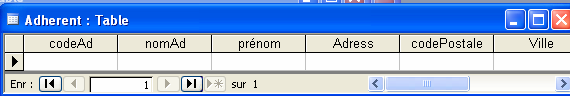 Adherent : Table
codeAd nomAd prénom Adress codePostale Ville
Enr : 1 sur 1